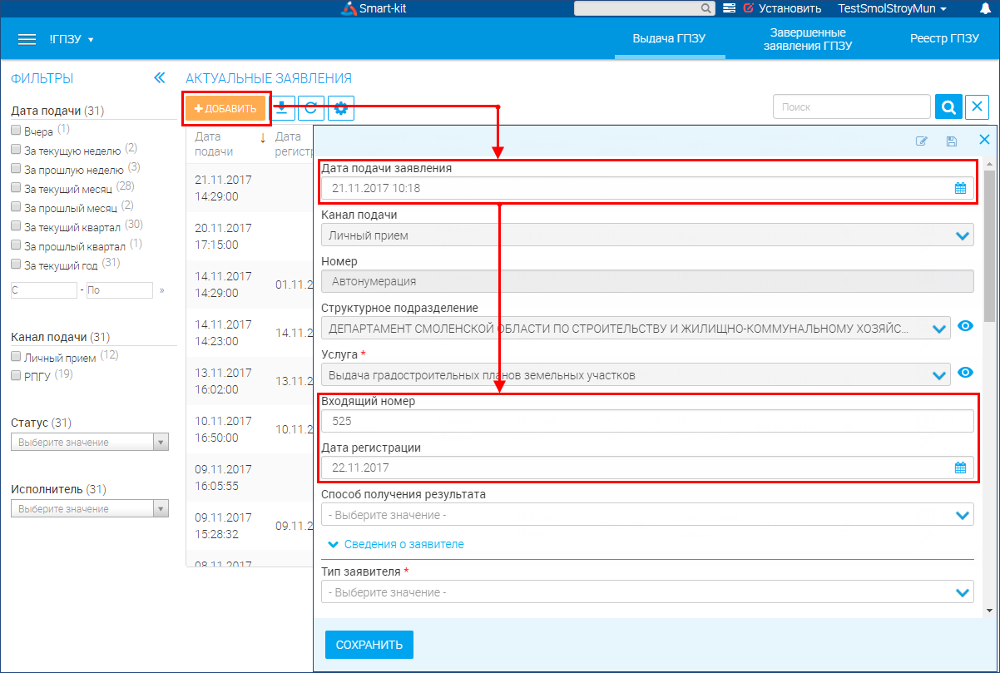 Smart-kit
Установить
TestSmolStroyMun
!ГПЗУ
Выдача ГПЗУ
Завершенные
заявления ГПЗУ
Реестр ГПЗУ
ФИЛЬТРЫ
АКТУАЛЬНЫЕ ЗАЯВЛЕНИЯ
+ ДОБАВИТЬ
Поиск
Дата подачи (31)
Вчера (1)
За текущую неделю (2)
За прошлую неделю (3)
За текущий месяц (28)
За прошлый месяц (2)
За текущий квартал (30)
За прошлый квартал (1)
За текущий год (31)
С - По »
Канал подачи (31)
Личный прием (12)
РПГУ (19)
Статус (31)
Выберите значение
Исполнитель (31)
Выберите значение
Дата
подачи
↓ Дата
регистр
21.11.2017
14:29:00
20.11.2017
17:15:00
14.11.2017
14:29:00
01.11.2
14.11.2017
14:23:00
14.11.2
13.11.2017
16:02:00
13.11.2
10.11.2017
16:50:00
10.11.2
09.11.2017
16:05:55
09.11.2017
15:28:32
09.11.2
08.11.2017
Дата подачи заявления
21.11.2017 10:18
Канал подачи
Личный прием
Номер
Автонумерация
Структурное подразделение
ДЕПАРТАМЕНТ СМОЛЕНСКОЙ ОБЛАСТИ ПО СТРОИТЕЛЬСТВУ И ЖИЛИЩНО-КОММУНАЛЬНОМУ ХОЗЯЙС...
Услуга *
Выдача градостроительных планов земельных участков
Входящий номер
525
Дата регистрации
22.11.2017
Способ получения результата
- Выберите значение -
Сведения о заявителе
Тип заявителя *
- Выберите значение -
СОХРАНИТЬ